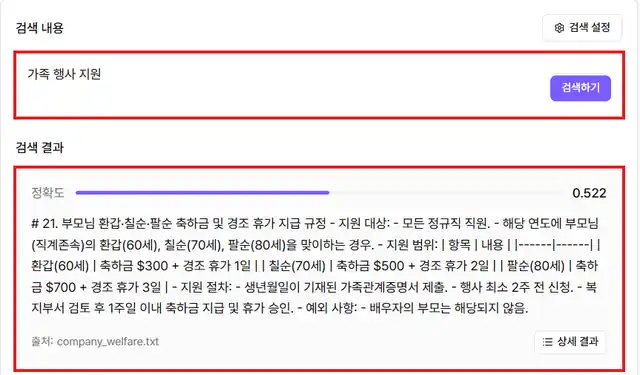 검색 내용
검색 설정
가족 행사 지원
검색하기
검색 결과
정확도
0.522
# 21. 부모님 환갑·칠순·팔순 축하금 및 경조 휴가 지급 규정 - 지원 대상: - 모든 정규직 직원. - 해당 연도에 부모님
(직계존속)의 환갑(60세), 칠순(70세), 팔순(80세)을 맞이하는 경우. - 지원 범위: | 항목 | 내용 | |------|------| |
환갑(60세) | 축하금 $300 + 경조 휴가 1일 | | 칠순(70세) | 축하금 $500 + 경조 휴가 2일 | | 팔순(80세) | 축하
금 $700 + 경조 휴가 3일 | - 지원 절차: - 생년월일이 기재된 가족관계증명서 제출. - 행사 최소 2주 전 신청. - 복
지부서 검토 후 1주일 이내 축하금 지급 및 휴가 승인. - 예외 사항: - 배우자의 부모는 해당되지 않음.
출처: company_welfare.txt
상세 결과